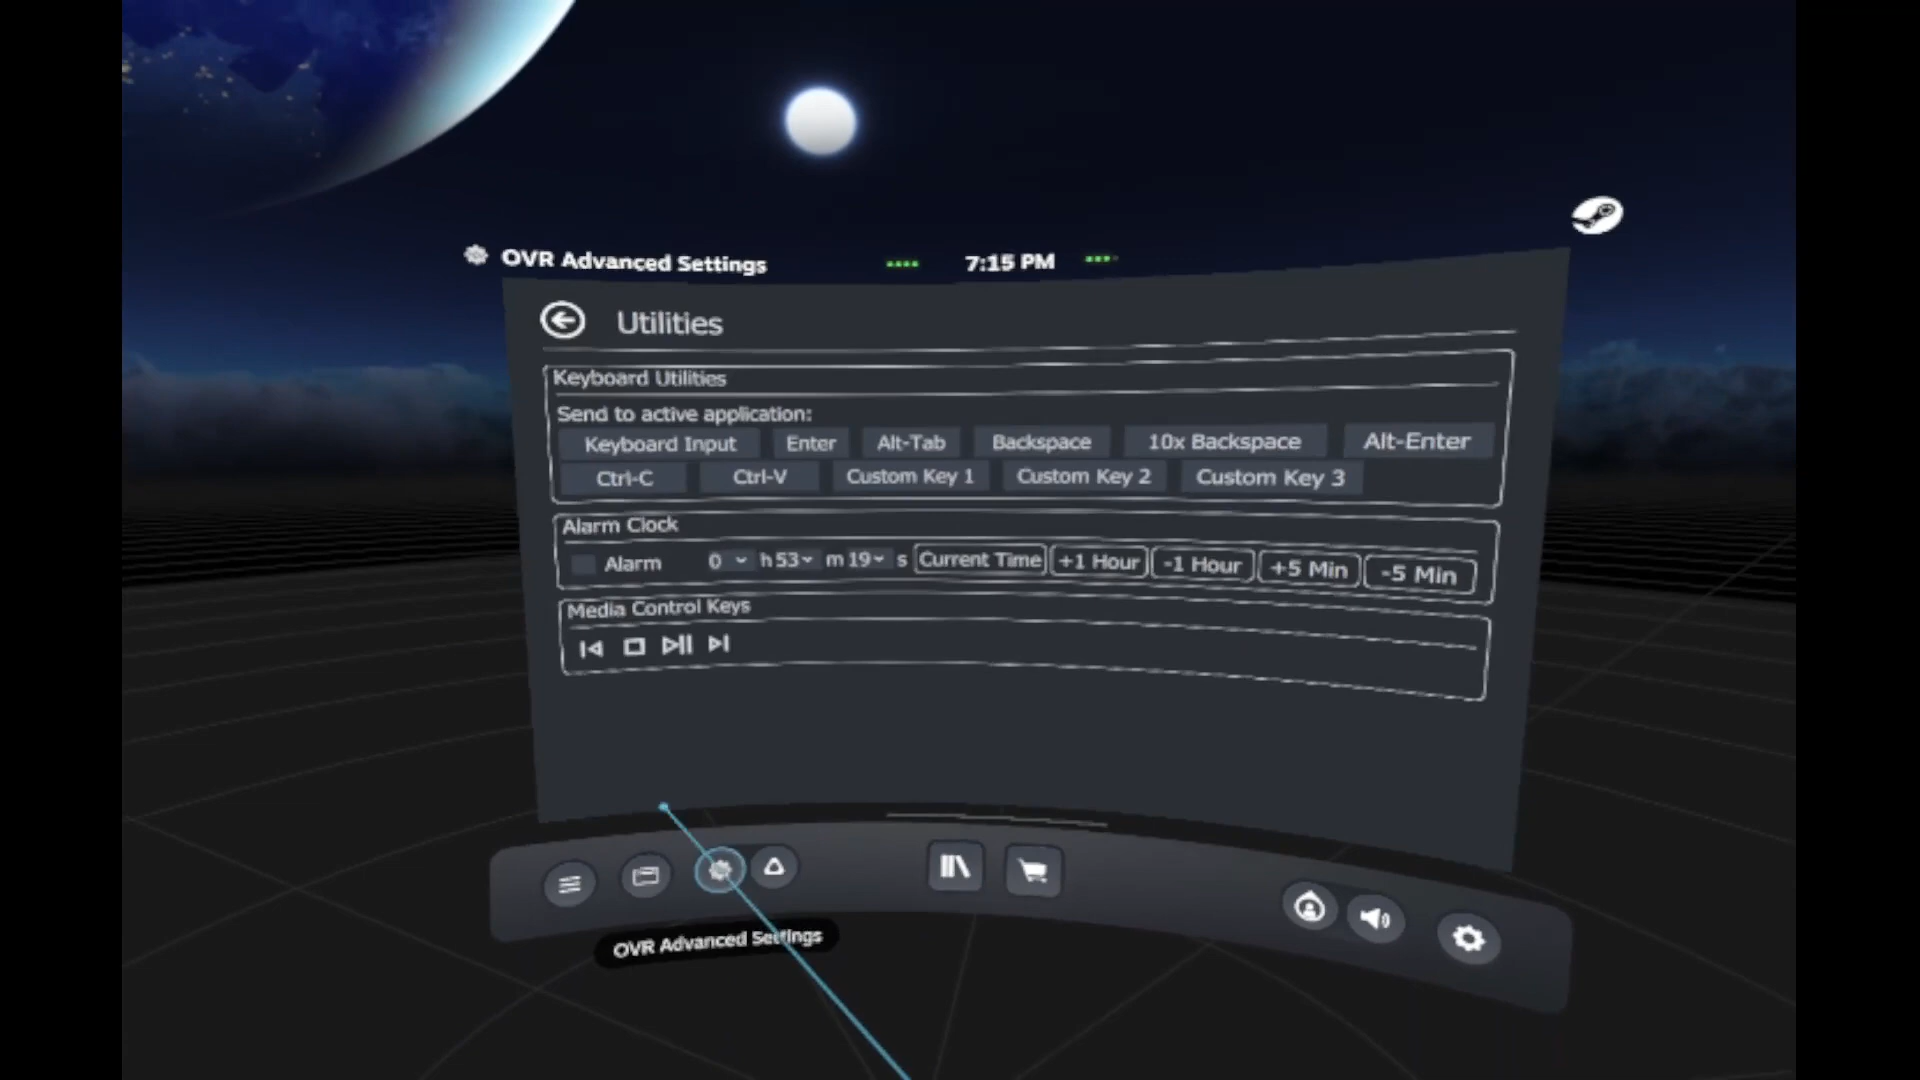 OVR Advanced Settings
7:15 PM
Utilities
Keyboard Utilities
Send to active application:
Keyboard Input Enter Alt-Tab Backspace 10x Backspace Alt-Enter
Ctrl-C Ctrl-V Custom Key 1 Custom Key 2 Custom Key 3
Alarm Clock
Alarm 0 h 53 m 19 s Current Time +1 Hour -1 Hour +5 Min -5 Min
Media Control Keys
OVR Advanced Settings